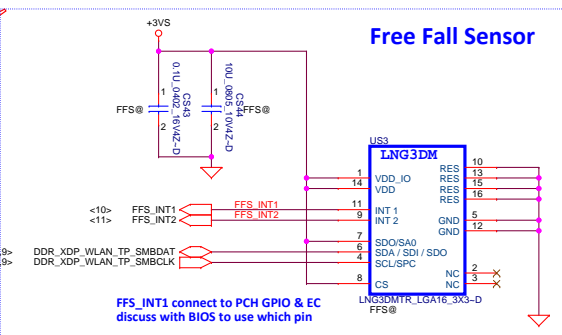 +3VS
Free Fall Sensor
1
1
0.1U_0402_16V4Z~D
CS43
10U_0805_10V4Z~D
CS44
FFS@
FFS@
2
2
US3
LNG3DM
1
VDD_IO
14
VDD
RES
10
RES
13
RES
15
RES
16
<10>
FFS_INT1
FFS_INT1
11
INT 1
<11>
FFS_INT2
FFS_INT2
9
INT 2
GND
5
GND
12
7
SDO/SA0
9>
DDR_XDP_WLAN_TP_SMBDAT
6
SDA / SDI / SDO
9>
DDR_XDP_WLAN_TP_SMBCLK
4
SCL/SPC
8
CS
NC
2
NC
3
LNG3DMTR_LGA16_3X3~D
FFS@
FFS_INT1 connect to PCH GPIO & EC
discuss with BIOS to use which pin